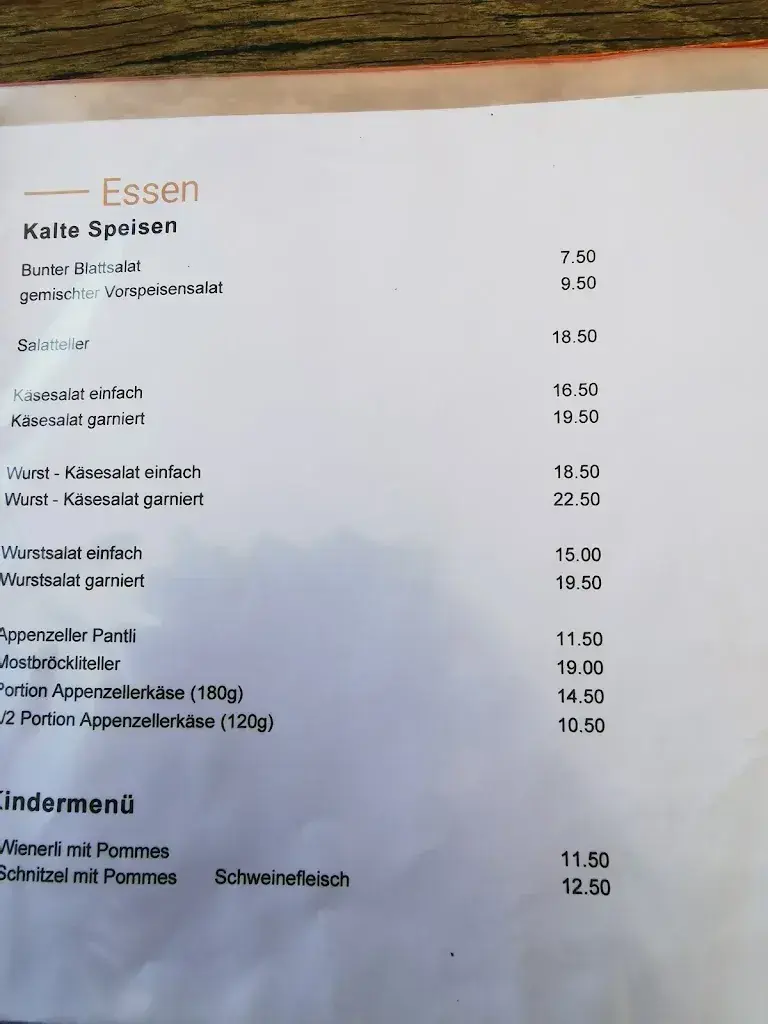 Essen
Kalte Speisen
Bunter Blattsalat 7.50
gemischter Vorspeisensalat 9.50
Salatteller 18.50
Käsesalat einfach 16.50
Käsesalat garniert 19.50
Wurst - Käsesalat einfach 18.50
Wurst - Käsesalat garniert 22.50
Wurstsalat einfach 15.00
Wurstsalat garniert 19.50
Appenzeller Pantli 11.50
Mostbröckliteller 19.00
Portion Appenzellerkäse (180g) 14.50
/2 Portion Appenzellerkäse (120g) 10.50
Kindermenü
Wienerli mit Pommes 11.50
Schnitzel mit Pommes Schweinefleisch 12.50